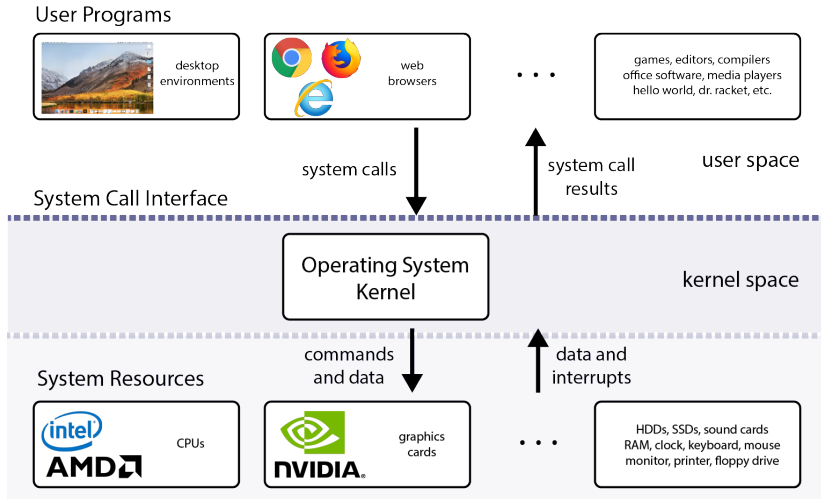 User Programs
desktop
environments
web
browsers
...
games, editors, compilers
office software, media players
hello world, dr. racket, etc.
system calls
system call
results
user space
System Call Interface
Operating System
Kernel
kernel space
commands
and data
data and
interrupts
System Resources
intel
AMD
CPUs
NVIDIA.
graphics
cards
...
HDDs, SSDs, sound cards
RAM, clock, keyboard, mouse
monitor, printer, floppy drive